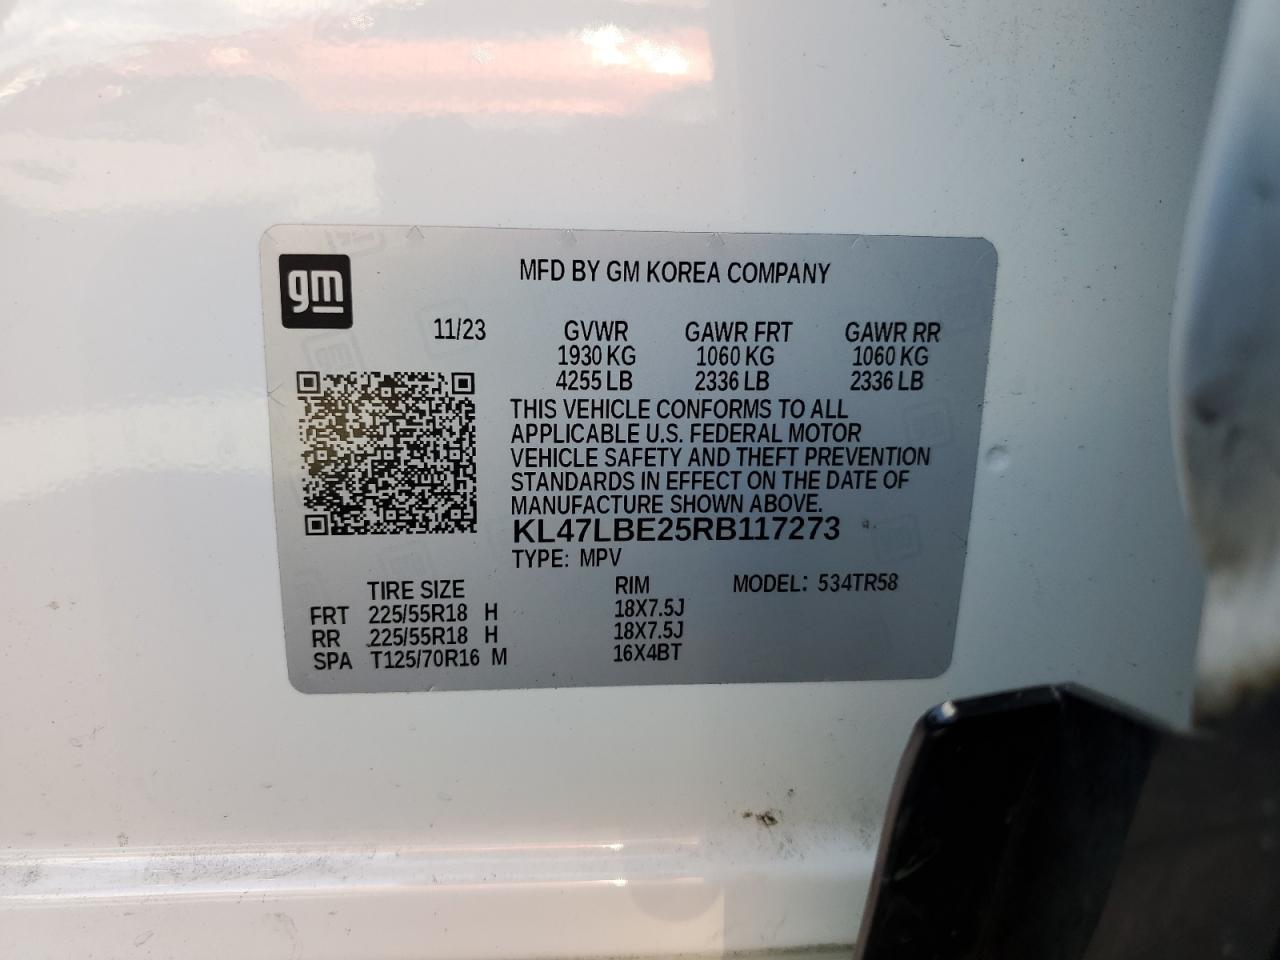 gm
MFD BY GM KOREA COMPANY
11/23 GVWR GAWR FRT GAWR RR
1930 KG 1060 KG 1060 KG
4255 LB 2336 LB 2336 LB
THIS VEHICLE CONFORMS TO ALL
APPLICABLE U.S. FEDERAL MOTOR
VEHICLE SAFETY AND THEFT PREVENTION
STANDARDS IN EFFECT ON THE DATE OF
MANUFACTURE SHOWN ABOVE.
KL47LBE25RB117273
TYPE: MPV
TIRE SIZE RIM MODEL: 534TR58
FRT 225/55R18 H 18X7.5J
RR 225/55R18 H 18X7.5J
SPA T125/70R16 M 16X4BT